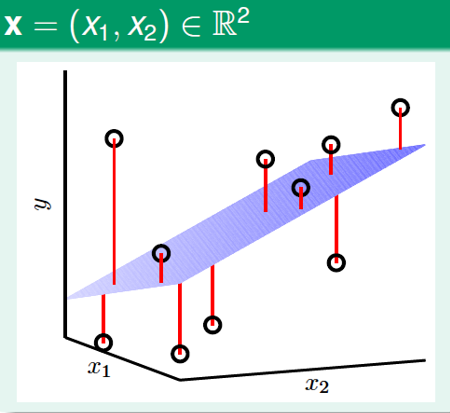 𝐱 = (x₁, x₂) ∈ ℝ²
y
x₁
x₂